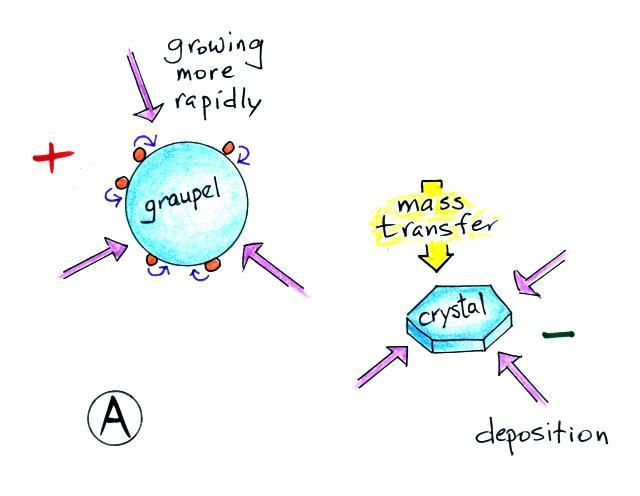 growing
more
rapidly
+
graupel
mass
transfer
crystal
−
A
deposition